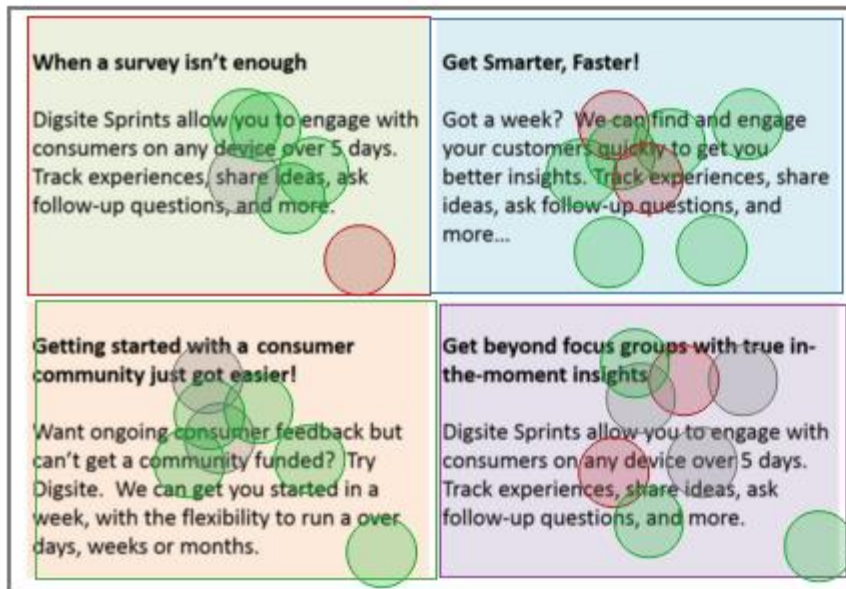 When a survey isn't enough
Digsite Sprints allow you to engage with
consumers on any device over 5 days.
Track experiences, share ideas, ask
follow-up questions, and more.
Get Smarter, Faster!
Got a week?  We can find and engage
your customers quickly to get you
better insights. Track experiences, share
ideas, ask follow-up questions, and
more...
Getting started with a consumer
community just got easier!
Want ongoing consumer feedback but
can't get a community funded?  Try
Digsite.  We can get you started in a
week, with the flexibility to run a over
days, weeks or months.
Get beyond focus groups with true in-
the-moment insights
Digsite Sprints allow you to engage with
consumers on any device over 5 days.
Track experiences, share ideas, ask
follow-up questions, and more.